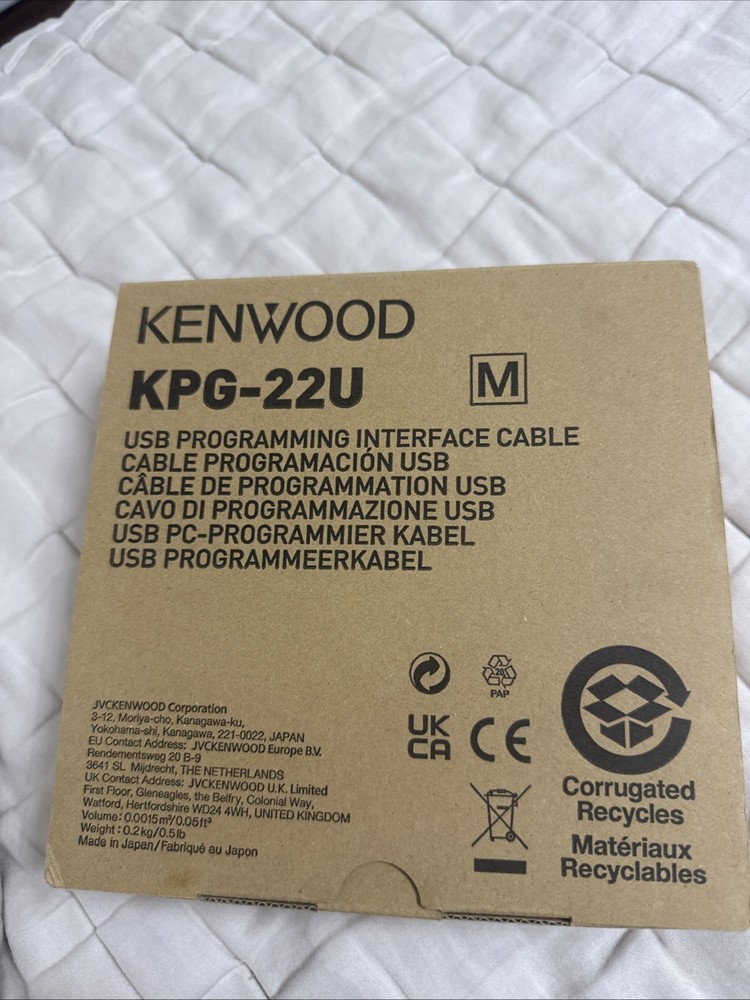 KENWOOD
KPG-22U
M
USB PROGRAMMING INTERFACE CABLE
CABLE PROGRAMACIÓN USB
CÂBLE DE PROGRAMMATION USB
CAVO DI PROGRAMMAZIONE USB
USB PC-PROGRAMMIER KABEL
USB PROGRAMMEERKABEL
JVCKENWOOD Corporation
3-12, Moriya-cho, Kanagawa-ku,
Yokohama-shi, Kanagawa, 221-0022, JAPAN
EU Contact Address: JVCKENWOOD Europe B.V.
Rendementsweg 20 B-9
3641 SL Mijdrecht, THE NETHERLANDS
UK Contact Address: JVCKENWOOD U.K. Limited
First Floor, Gleneagles, the Belfry, Colonial Way,
Watford, Hertfordshire WD24 4WH, UNITED KINGDOM
Volume: 0.0015m³/0.05ft³
Weight: 0.2kg/0.5lb
Made in Japan/Fabriqué au Japon
20
PAP
UK
CA
CE
Corrugated
Recycles
Matériaux
Recyclables